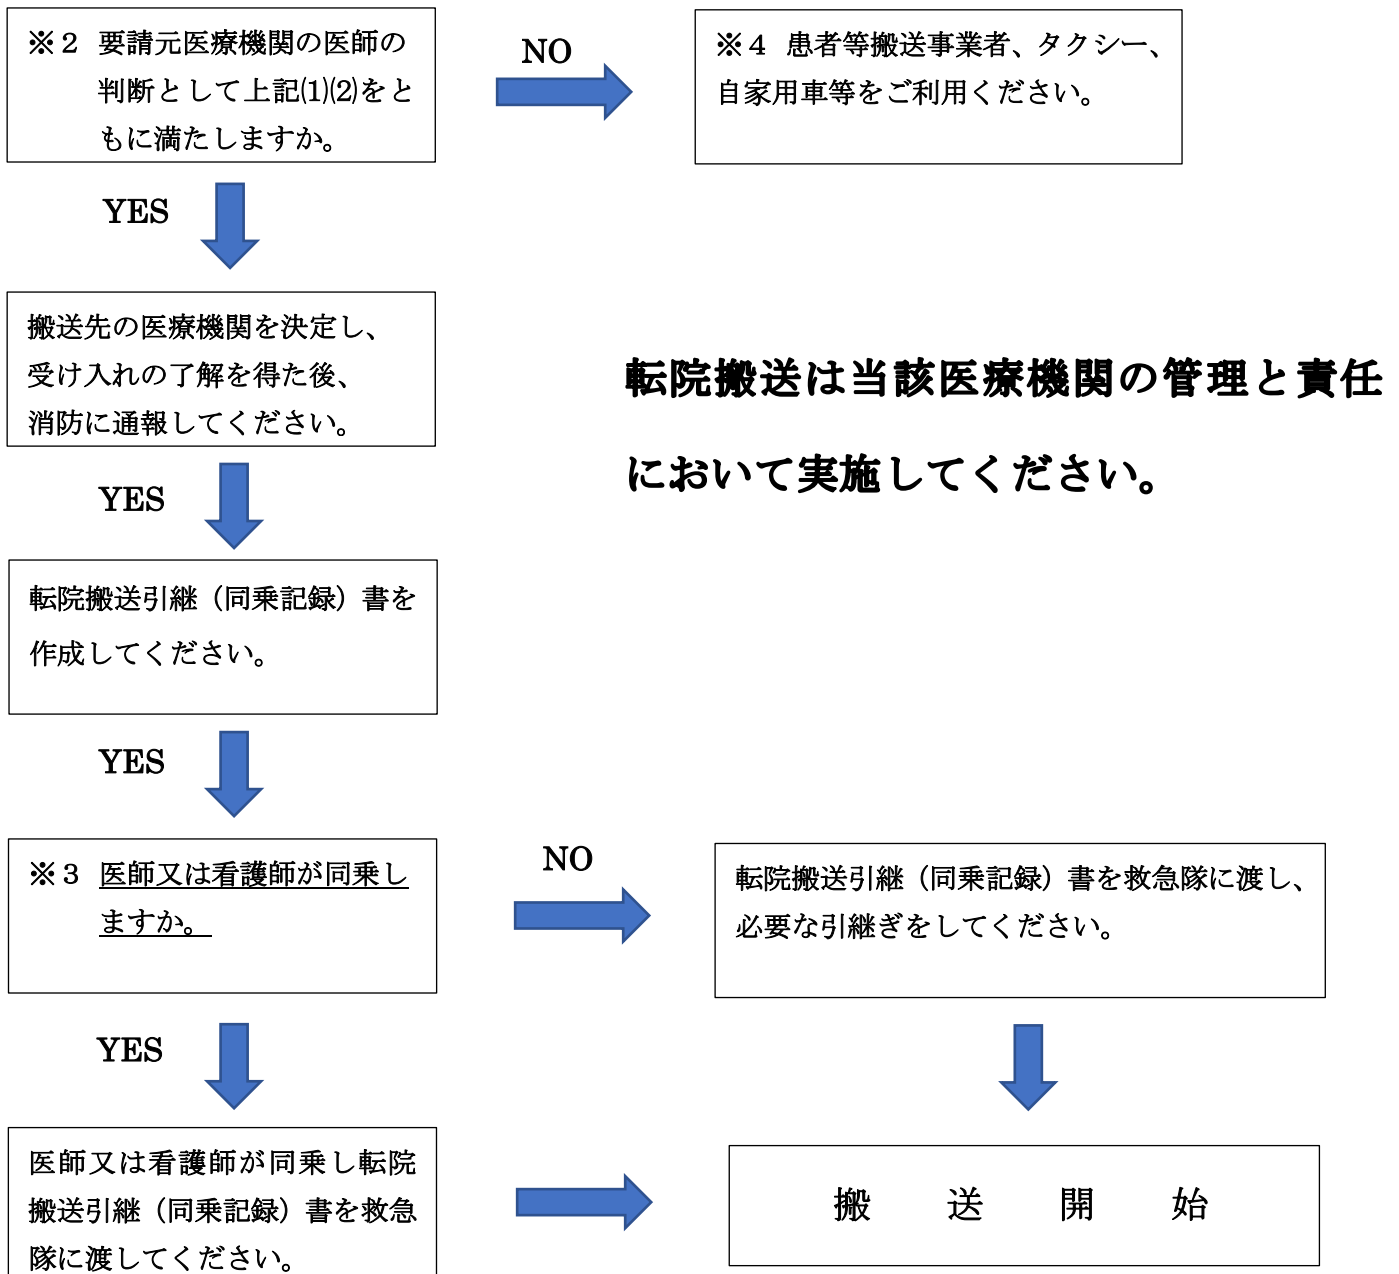 ※２ 要請元医療機関の医師の
判断として上記⑴⑵をと
もに満たしますか。
NO
※４ 患者等搬送事業者、タクシー、
自家用車等をご利用ください。
YES
搬送先の医療機関を決定し、
受け入れの了解を得た後、
消防に通報してください。
転院搬送は当該医療機関の管理と責任
において実施してください。
YES
転院搬送引継（同乗記録）書を
作成してください。
YES
※３ 医師又は看護師が同乗し
ますか。
NO
転院搬送引継（同乗記録）書を救急隊に渡し、
必要な引継ぎをしてください。
YES
医師又は看護師が同乗し転院
搬送引継（同乗記録）書を救急
隊に渡してください。
搬　送　開　始